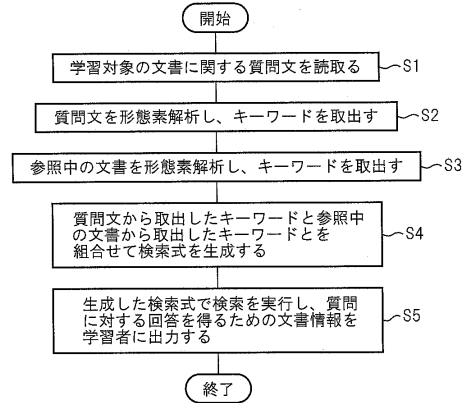 開始
学習対象の文書に関する質問文を読取る
S1
質問文を形態素解析し、キーワードを取出す
S2
参照中の文書を形態素解析し、キーワードを取出す
S3
質問文から取出したキーワードと参照中
の文書から取出したキーワードとを
組合せて検索式を生成する
S4
生成した検索式で検索を実行し、質問
に対する回答を得るための文書情報を
学習者に出力する
S5
終了